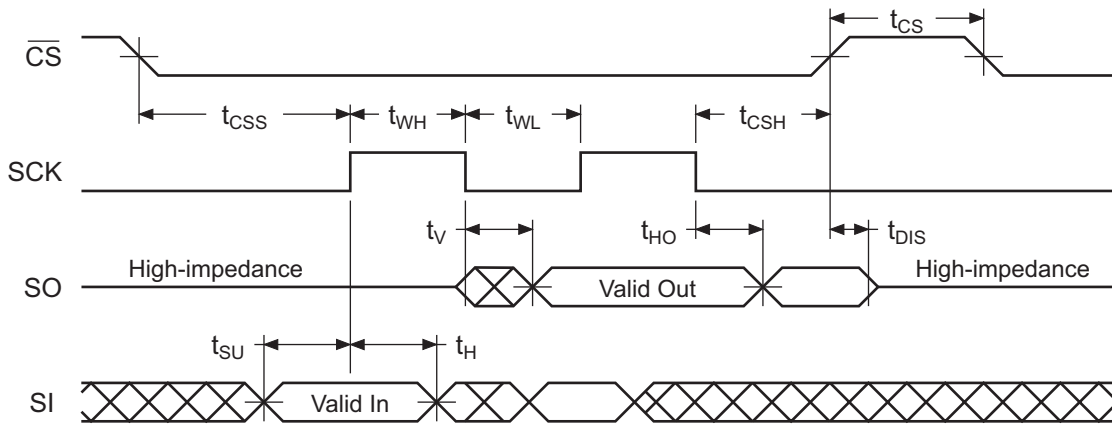 tCS
CS
tCSS tWH tWL tCSH
SCK
tV tHO tDIS
High-impedance High-impedance
SO Valid Out
tSU tH
SI Valid In